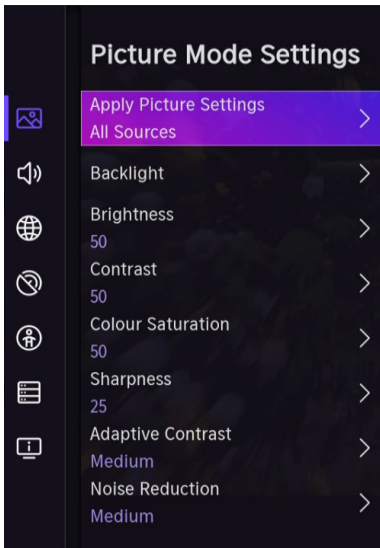 Picture Mode Settings
Apply Picture Settings
All Sources
Backlight
Brightness
50
Contrast
50
Colour Saturation
50
Sharpness
25
Adaptive Contrast
Medium
Noise Reduction
Medium